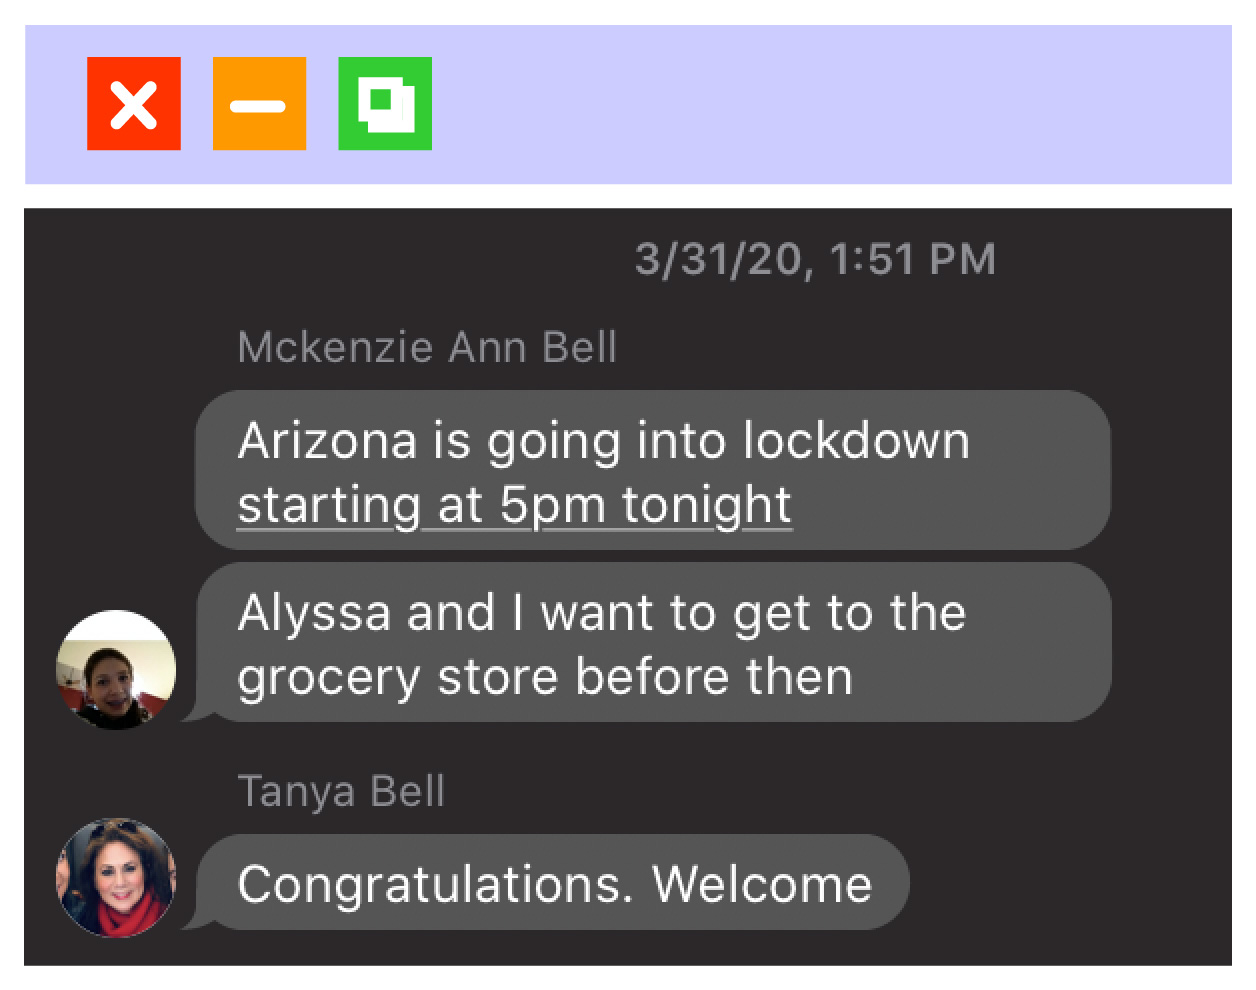 3/31/20, 1:51 PM
Mckenzie Ann Bell
Arizona is going into lockdown
starting at 5pm tonight
Alyssa and I want to get to the
grocery store before then
Tanya Bell
Congratulations. Welcome